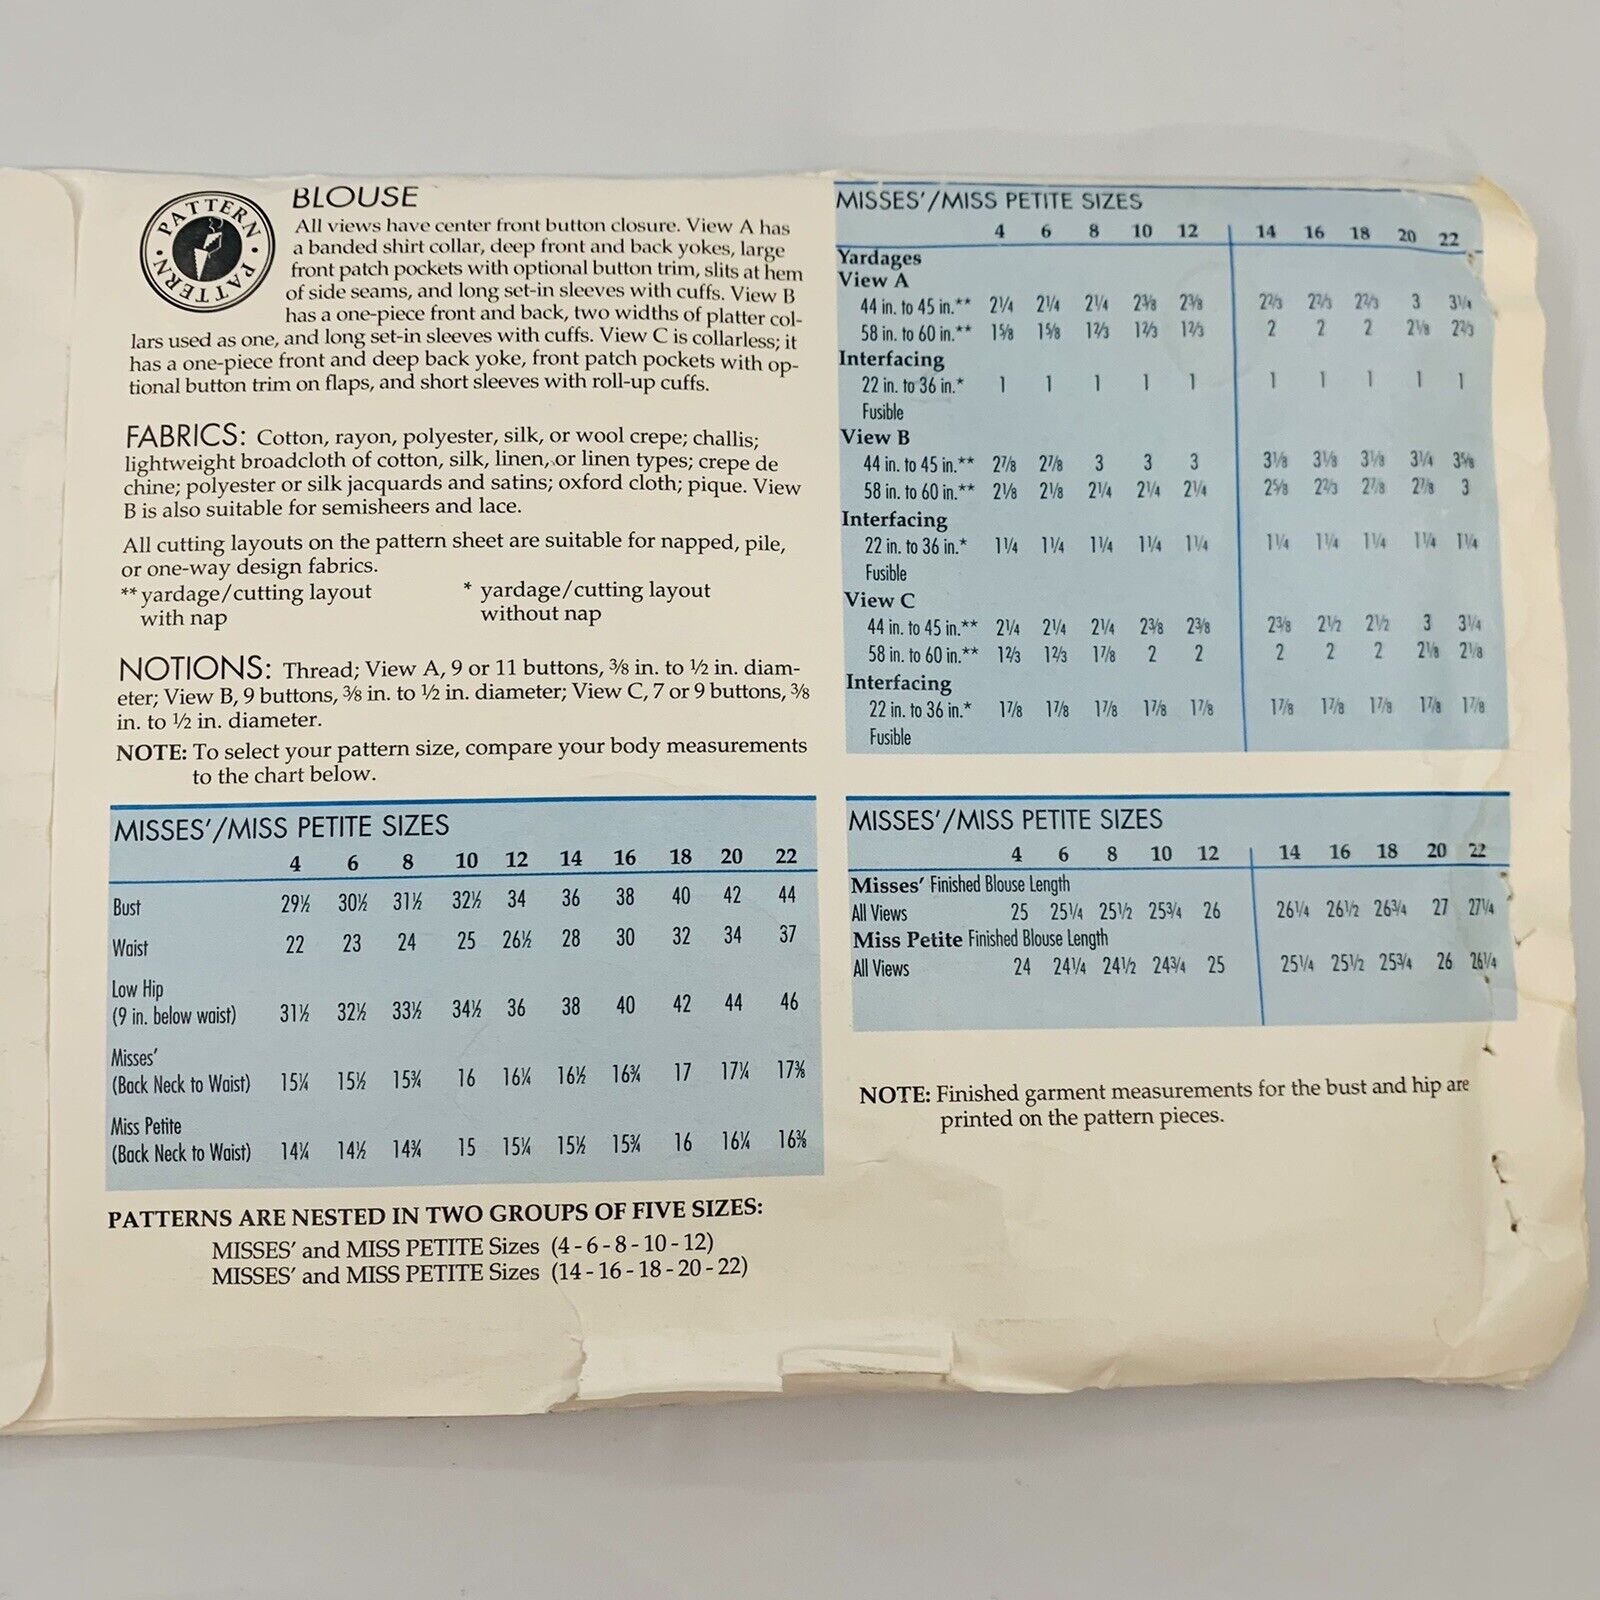 PATTERN • PATTERN •
BLOUSE
All views have center front button closure. View A has
a banded shirt collar, deep front and back yokes, large
front patch pockets with optional button trim, slits at hem
of side seams, and long set-in sleeves with cuffs. View B
has a one-piece front and back, two widths of platter col-
lars used as one, and long set-in sleeves with cuffs. View C is collarless; it
has a one-piece front and deep back yoke, front patch pockets with op-
tional button trim on flaps, and short sleeves with roll-up cuffs.
FABRICS: Cotton, rayon, polyester, silk, or wool crepe; challis;
lightweight broadcloth of cotton, silk, linen, or linen types; crepe de
chine; polyester or silk jacquards and satins; oxford cloth; pique. View
B is also suitable for semisheers and lace.
All cutting layouts on the pattern sheet are suitable for napped, pile,
or one-way design fabrics.
** yardage/cutting layout * yardage/cutting layout
with nap without nap
NOTIONS: Thread; View A, 9 or 11 buttons, 3/8 in. to 1/2 in. diam-
eter; View B, 9 buttons, 3/8 in. to 1/2 in. diameter; View C, 7 or 9 buttons, 3/8
in. to 1/2 in. diameter.
NOTE: To select your pattern size, compare your body measurements
to the chart below.
MISSES'/MISS PETITE SIZES
4 6 8 10 12 14 16 18 20 22
Bust 29½ 30½ 31½ 32½ 34 36 38 40 42 44
Waist 22 23 24 25 26½ 28 30 32 34 37
Low Hip
(9 in. below waist) 31½ 32½ 33½ 34½ 36 38 40 42 44 46
Misses'
(Back Neck to Waist) 15¼ 15½ 15¾ 16 16¼ 16½ 16¾ 17 17¼ 17⅜
Miss Petite
(Back Neck to Waist) 14¼ 14½ 14¾ 15 15¼ 15½ 15¾ 16 16¼ 16⅜
PATTERNS ARE NESTED IN TWO GROUPS OF FIVE SIZES:
MISSES' and MISS PETITE Sizes (4 - 6 - 8 - 10 - 12)
MISSES' and MISS PETITE Sizes (14 - 16 - 18 - 20 - 22)
MISSES'/MISS PETITE SIZES
4 6 8 10 12 14 16 18 20 22
Yardages
View A
44 in. to 45 in.** 21/4 21/4 21/4 23/8 23/8 22/3 22/3 22/3 3 31/4
58 in. to 60 in.** 15/8 15/8 12/3 12/3 12/3 2 2 2 21/8 22/3
Interfacing
22 in. to 36 in.* 1 1 1 1 1 1 1 1 1 1
Fusible
View B
44 in. to 45 in.** 27/8 27/8 3 3 3 31/8 31/8 31/8 31/4 35/8
58 in. to 60 in.** 21/8 21/8 21/4 21/4 21/4 25/8 22/3 27/8 27/8 3
Interfacing
22 in. to 36 in.* 11/4 11/4 11/4 11/4 11/4 11/4 11/4 11/4 11/4 11/4
Fusible
View C
44 in. to 45 in.** 21/4 21/4 21/4 23/8 23/8 23/8 21/2 21/2 3 31/4
58 in. to 60 in.** 12/3 12/3 17/8 2 2 2 2 2 21/8 21/8
Interfacing
22 in. to 36 in.* 17/8 17/8 17/8 17/8 17/8 17/8 17/8 17/8 17/8 17/8
Fusible
MISSES'/MISS PETITE SIZES
4 6 8 10 12 14 16 18 20 22
Misses' Finished Blouse Length
All Views 25 251/4 251/2 253/4 26 261/4 261/2 263/4 27 271/4
Miss Petite Finished Blouse Length
All Views 24 241/4 241/2 243/4 25 251/4 251/2 253/4 26 261/4
NOTE: Finished garment measurements for the bust and hip are
printed on the pattern pieces.